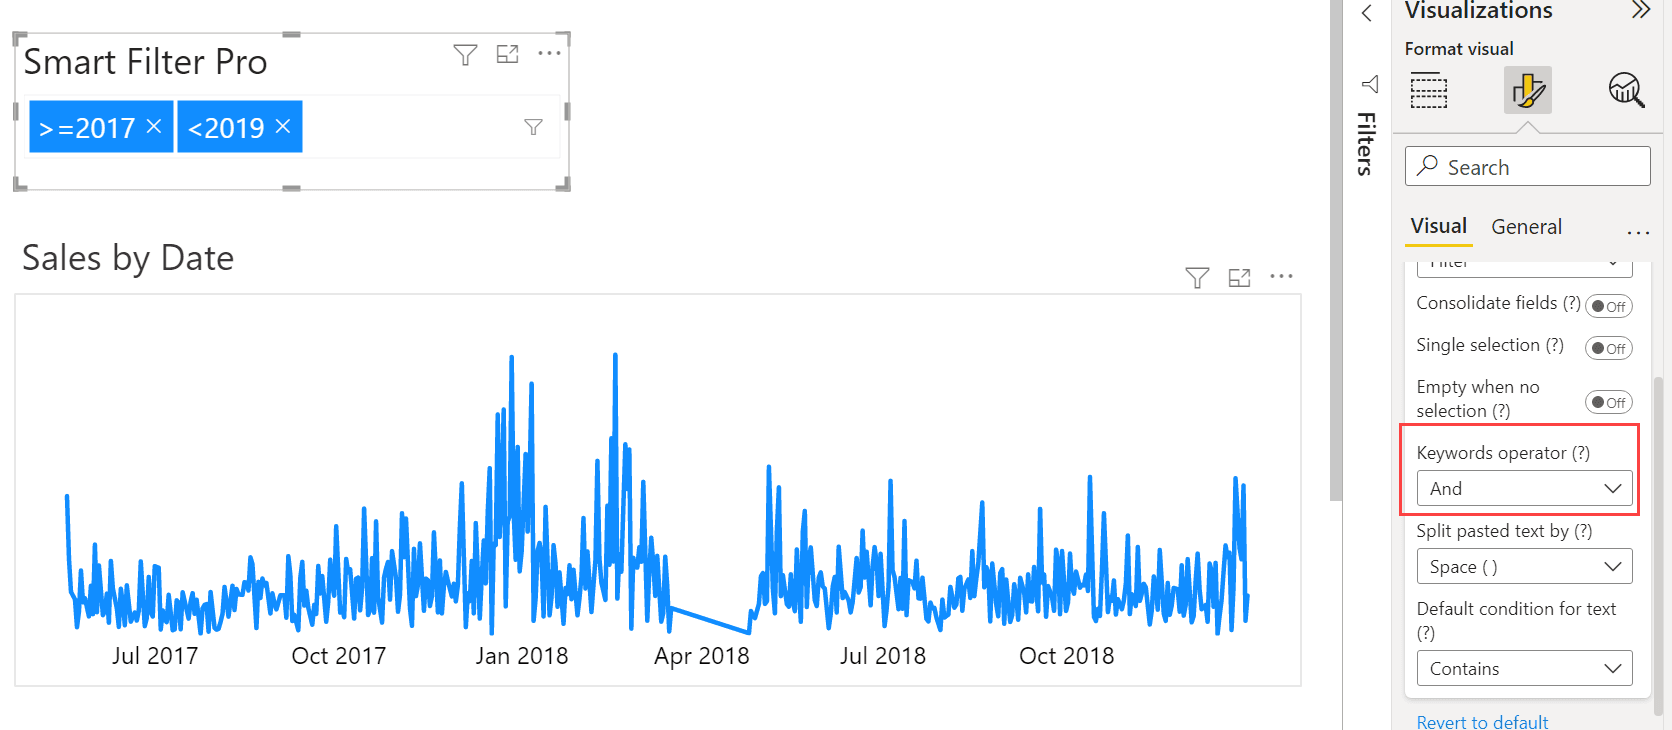 Smart Filter Pro
>=2017 × <2019 ×
Sales by Date
Jul 2017 Oct 2017 Jan 2018 Apr 2018 Jul 2018 Oct 2018
Filters
Visualizations
Format visual
Search
Visual General
Filter
Consolidate fields (?) Off
Single selection (?) Off
Empty when no
selection (?) Off
Keywords operator (?)
And
Split pasted text by (?)
Space ( )
Default condition for text
(?)
Contains
Revert to default